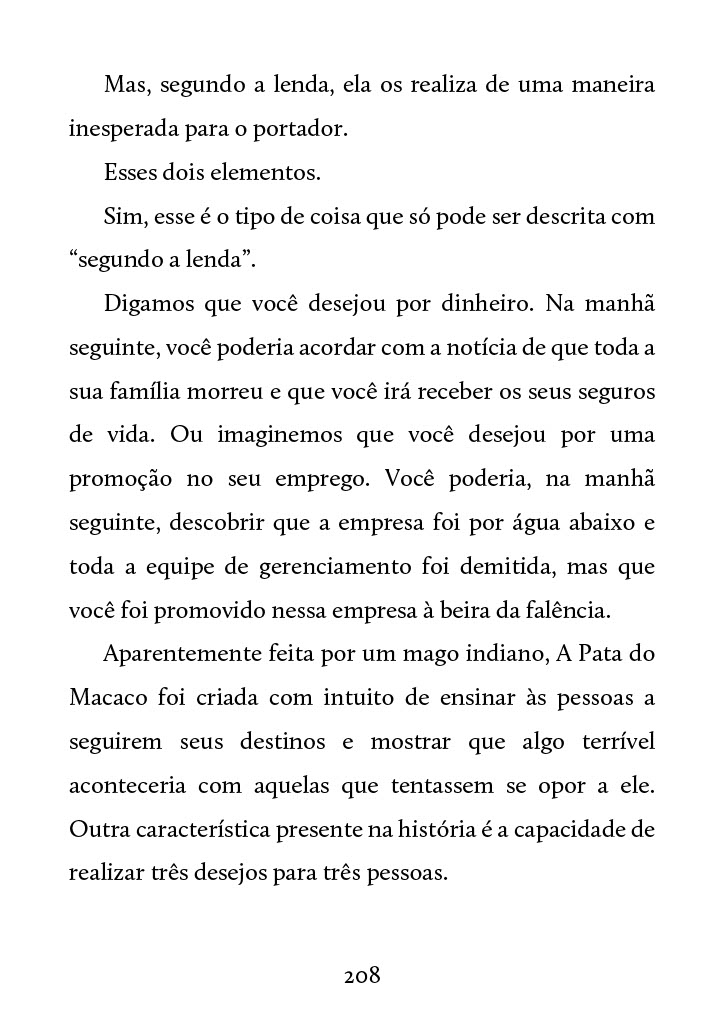 Mas, segundo a lenda, ela os realiza de uma maneira
inesperada para o portador.
Esses dois elementos.
Sim, esse é o tipo de coisa que só pode ser descrita com
“segundo a lenda”.
Digamos que você desejou por dinheiro. Na manhã
seguinte, você poderia acordar com a notícia de que toda a
sua família morreu e que você irá receber os seus seguros
de vida. Ou imaginemos que você desejou por uma
promoção no seu emprego. Você poderia, na manhã
seguinte, descobrir que a empresa foi por água abaixo e
toda a equipe de gerenciamento foi demitida, mas que
você foi promovido nessa empresa à beira da falência.
Aparentemente feita por um mago indiano, A Pata do
Macaco foi criada com intuito de ensinar às pessoas a
seguirem seus destinos e mostrar que algo terrível
aconteceria com aquelas que tentassem se opor a ele.
Outra característica presente na história é a capacidade de
realizar três desejos para três pessoas.
208